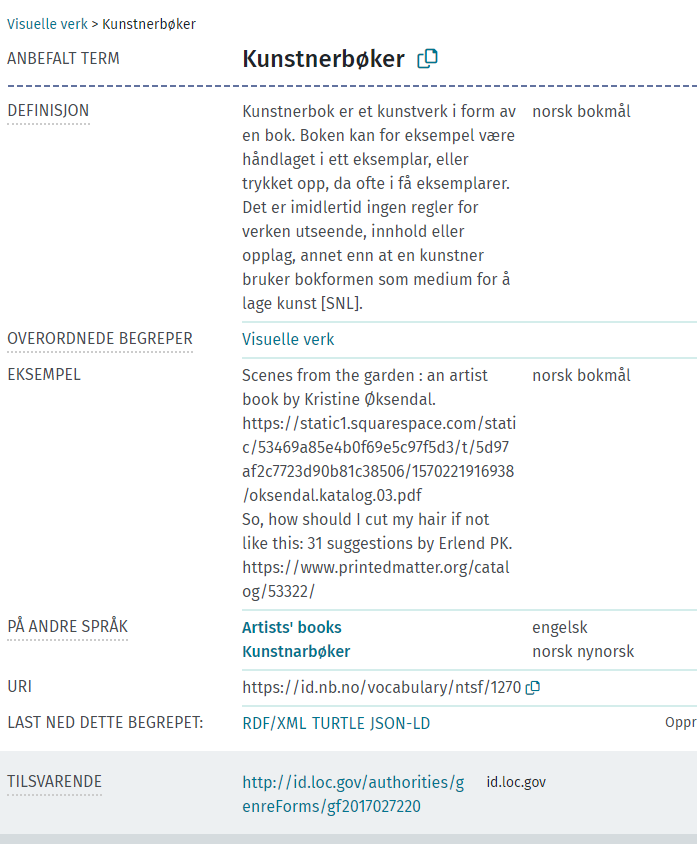 Visuelle verk > Kunstnerbøker
ANBEFALT TERM
Kunstnerbøker
DEFINISJON
Kunstnerbok er et kunstverk i form av norsk bokmål
en bok. Boken kan for eksempel være
håndlaget i ett eksemplar, eller
trykket opp, da ofte i få eksemplarer.
Det er imidlertid ingen regler for
verken utseende, innhold eller
opplag, annet enn at en kunstner
bruker bokformen som medium for å
lage kunst [SNL].
OVERORDNEDE BEGREPER
Visuelle verk
EKSEMPEL
Scenes from the garden : an artist norsk bokmål
book by Kristine Øksendal.
https://static1.squarespace.com/stati
c/53469a85e4b0f69e5c97f5d3/t/5d97
af2c7723d90b81c38506/1570221916938
/oksendal.katalog.03.pdf
So, how should I cut my hair if not
like this: 31 suggestions by Erlend PK.
https://www.printedmatter.org/catal
og/53322/
PÅ ANDRE SPRÅK
Artists' books engelsk
Kunstnarbøker norsk nynorsk
URI
https://id.nb.no/vocabulary/ntsf/1270
LAST NED DETTE BEGREPET:
RDF/XML TURTLE JSON-LD Oppr
TILSVARENDE
http://id.loc.gov/authorities/g id.loc.gov
enreForms/gf2017027220